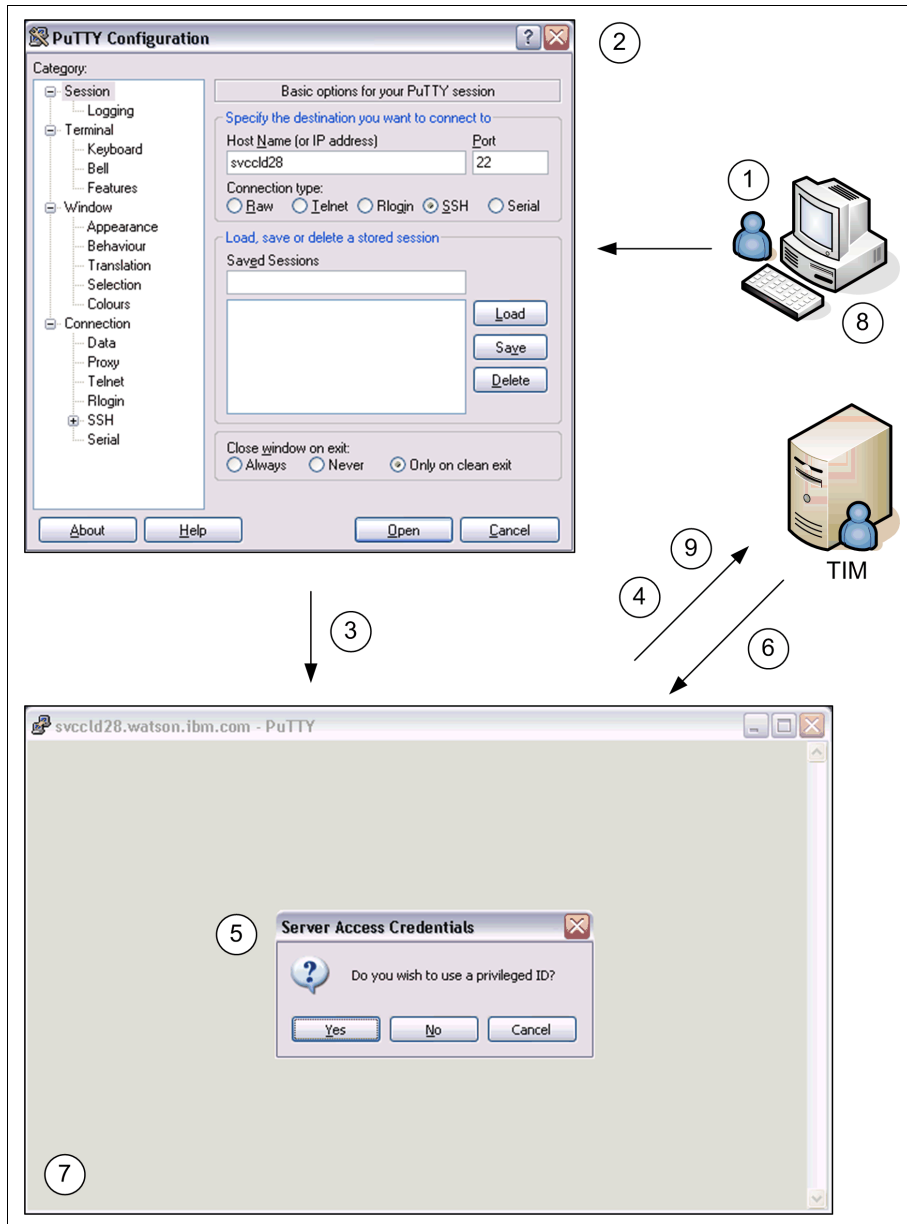 PuTTY Configuration
2
Category:
Session
Logging
Terminal
Keyboard
Bell
Features
Window
Appearance
Behaviour
Translation
Selection
Colours
Connection
Data
Proxy
Telnet
Rlogin
SSH
Serial
Basic options for your PuTTY session
Specify the destination you want to connect to
Host Name (or IP address) Port
svccld28 22
Connection type:
Raw Telnet Rlogin SSH Serial
Load, save or delete a stored session
Saved Sessions
Load
Save
Delete
Close window on exit:
Always Never Only on clean exit
About Help Open Cancel
1
8
TIM
3
9
4
6
svccld28.watson.ibm.com - PuTTY
5
Server Access Credentials
Do you wish to use a privileged ID?
Yes No Cancel
7